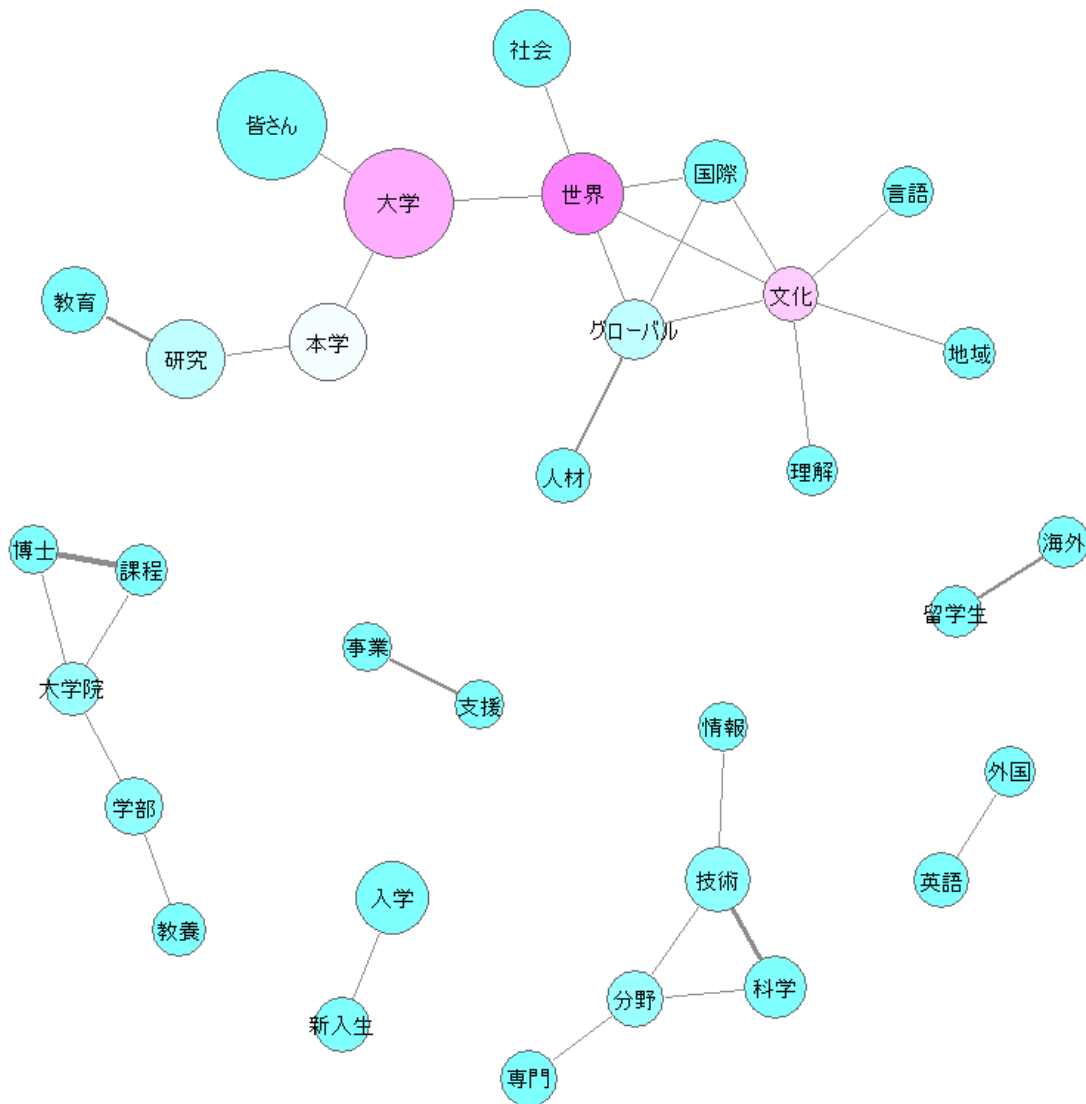 社会
皆さん
大学
世界
国際
言語
教育
研究
本学
グローバル
文化
地域
人材
理解
博士
課程
海外
留学生
大学院
事業
支援
情報
外国
学部
技術
英語
教養
入学
新入生
分野
科学
専門